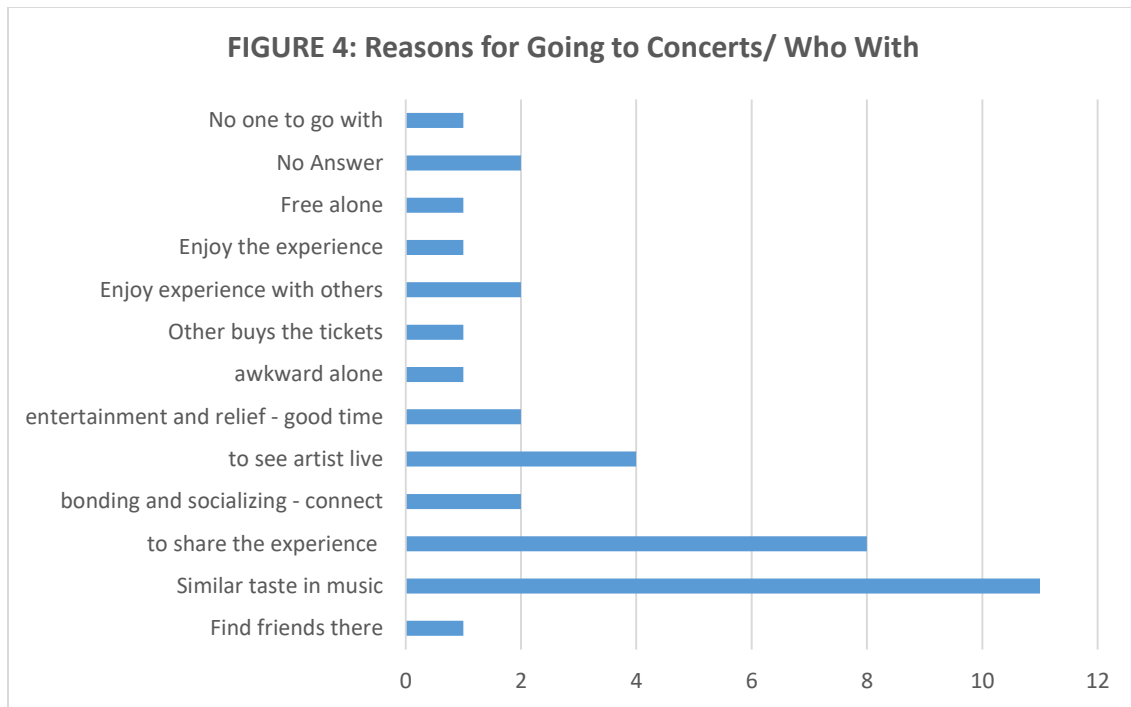 FIGURE 4: Reasons for Going to Concerts/ Who With
No one to go with
No Answer
Free alone
Enjoy the experience
Enjoy experience with others
Other buys the tickets
awkward alone
entertainment and relief - good time
to see artist live
bonding and socializing - connect
to share the experience
Similar taste in music
Find friends there
0 2 4 6 8 10 12